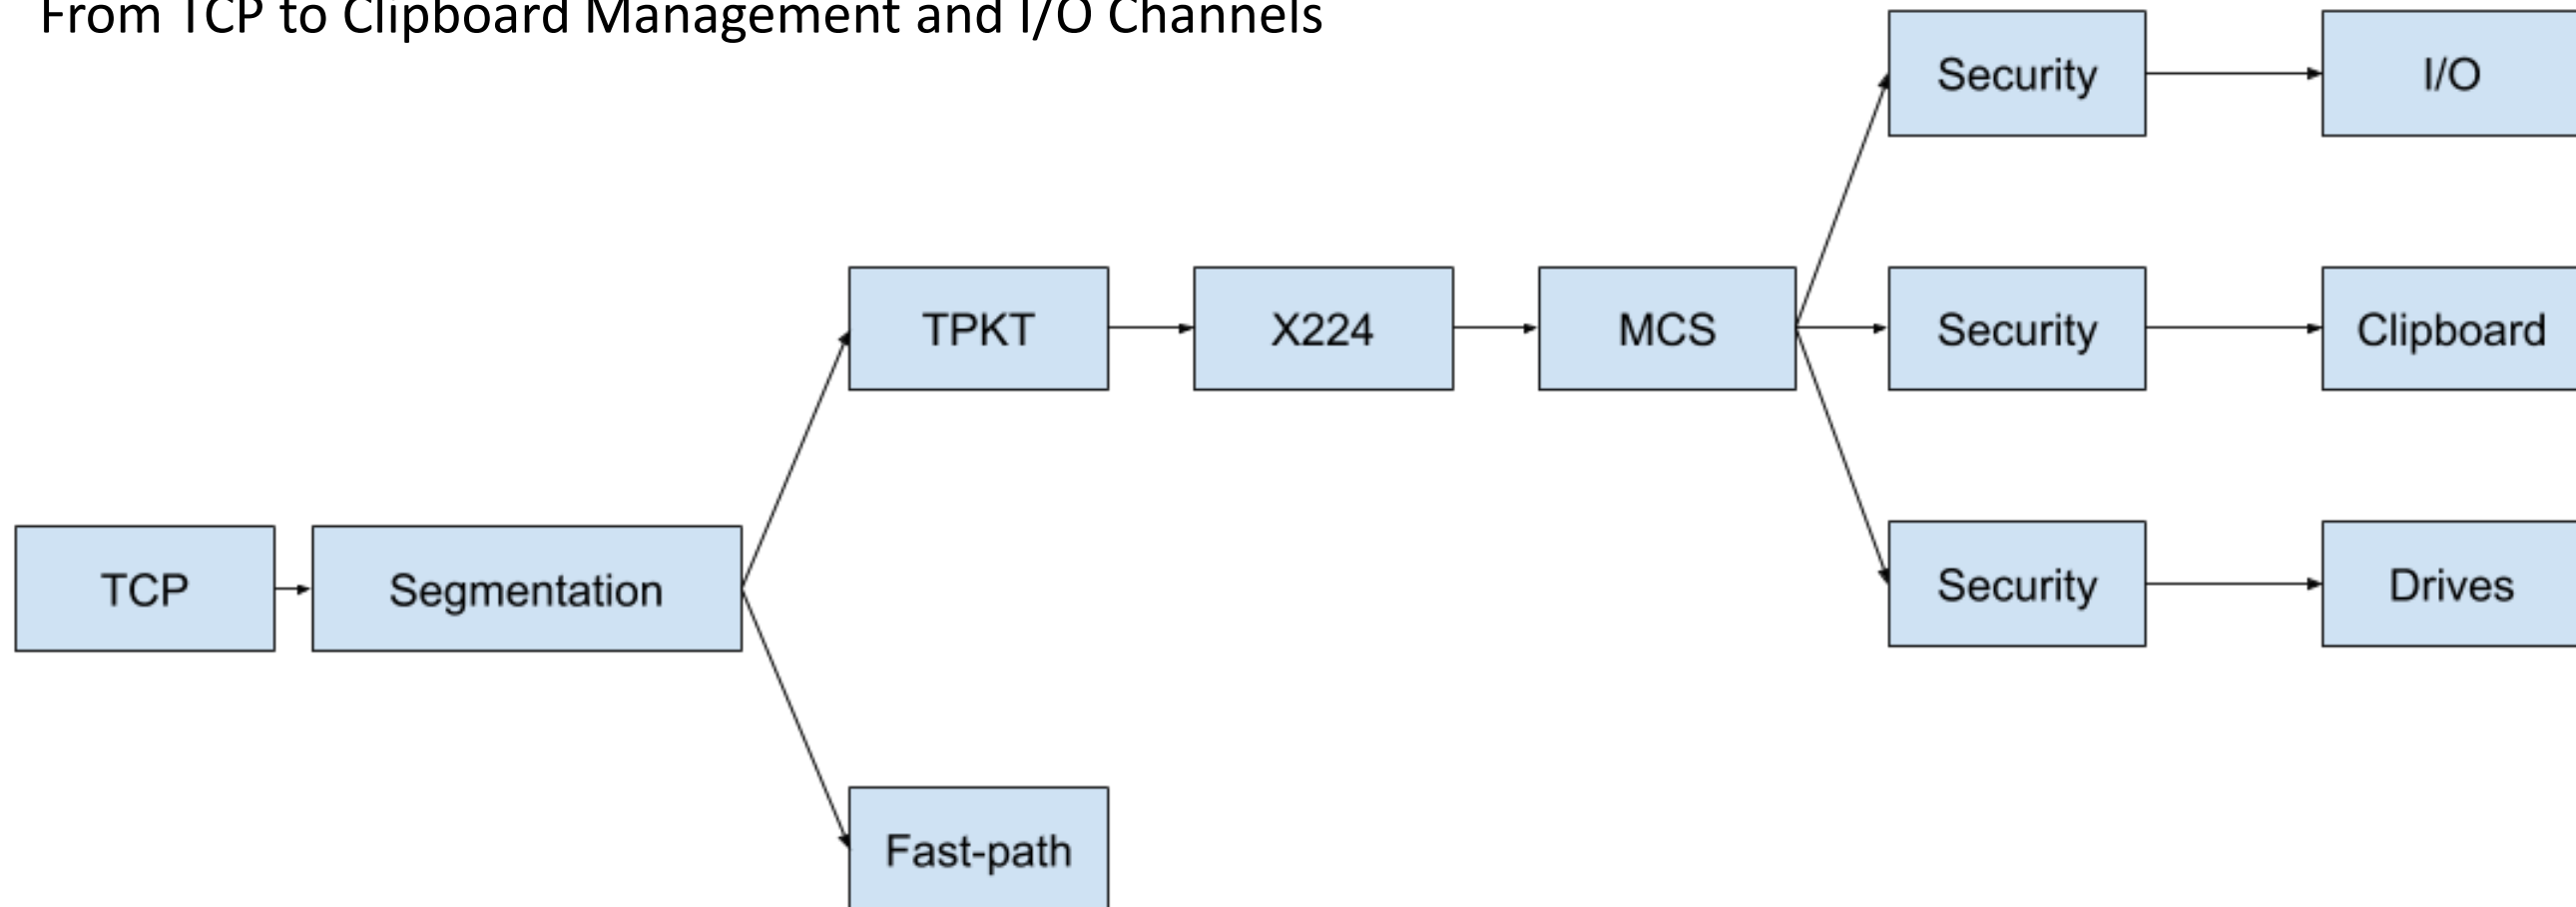 From TCP to Clipboard Management and I/O Channels
Security
I/O
TPKT
X224
MCS
Security
Clipboard
TCP
Segmentation
Security
Drives
Fast-path